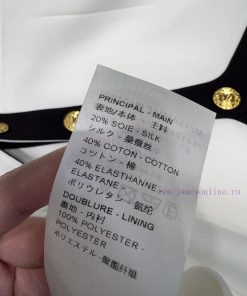 PRINCIPAL - MAIN
表地/本体 - 主料
20% SOIE - SILK
シルク - 桑蚕丝
40% COTON - COTTON
コットン - 棉
40% ELASTHANNE
ELASTANE -
ポリウレタン - 氨纶
DOUBLURE - LINING
裏地 - 内衬
100% POLYESTER -
POLYESTER
ポリエステル - 聚酯纤维
www.jamesonline.ru